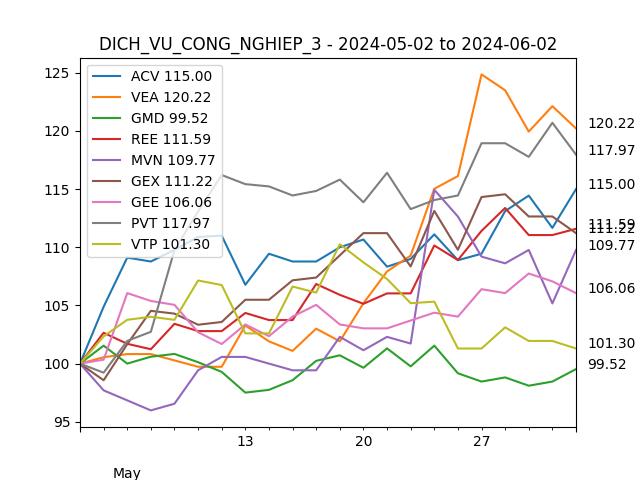 DICH_VU_CONG_NGHIEP_3 - 2024-05-02 to 2024-06-02
125
120
115
110
105
100
95
ACV 115.00
VEA 120.22
GMD 99.52
REE 111.59
MVN 109.77
GEX 111.22
GEE 106.06
PVT 117.97
VTP 101.30
120.22
117.97
115.00
111.59
111.22
109.77
106.06
101.30
99.52
13
20
27
May